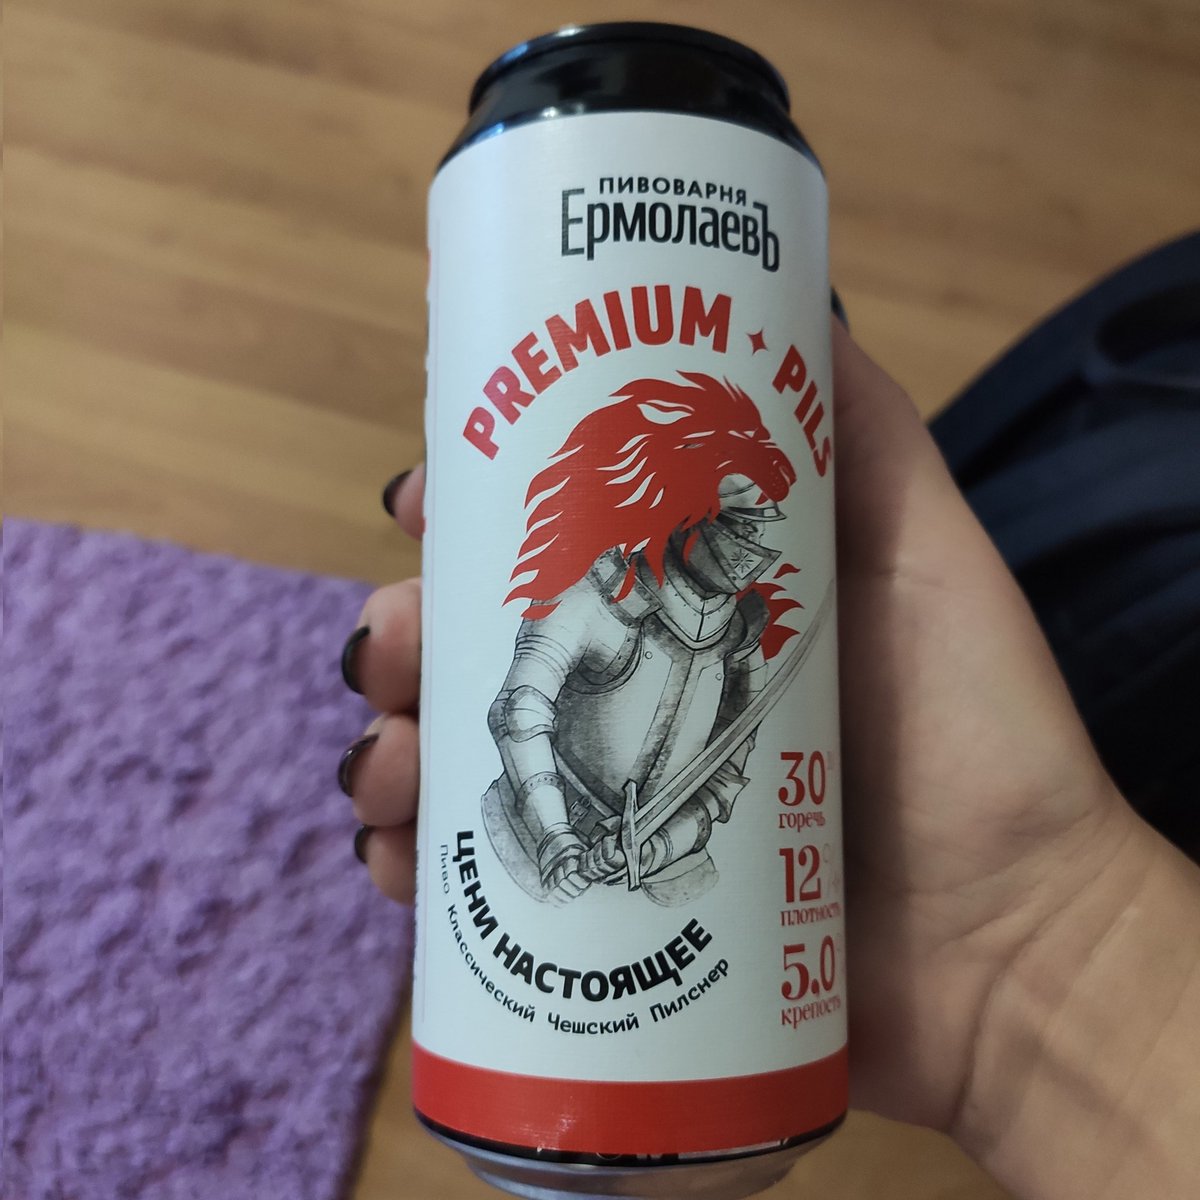 ПИВОВАРНЯ
ЕрмолаевЪ
PREMIUM ✦ PILS
30
горечь
12%
плотность
5.0
крепость
ЦЕНИ НАСТОЯЩЕЕ
Пиво Классический Чешский Пилснер